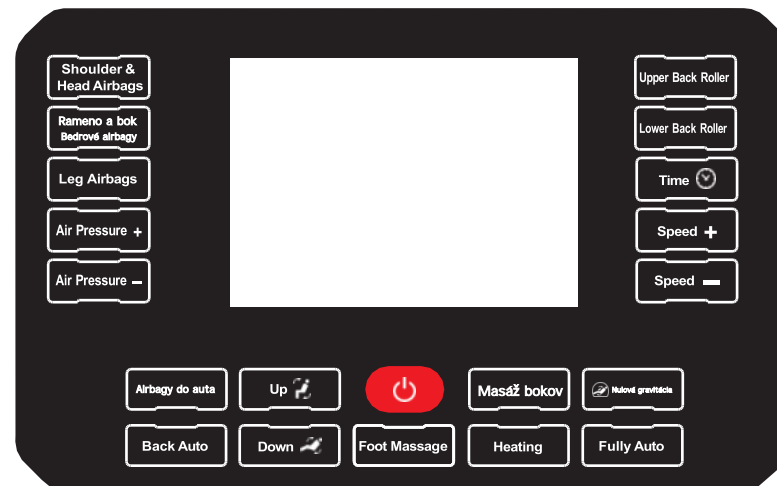 Shoulder &
Head Airbags
Rameno a bok
Bedrové airbagy
Leg Airbags
Air Pressure +
Air Pressure −
Upper Back Roller
Lower Back Roller
Time
Speed +
Speed −
Airbagy do auta
Up
Masáž bokov
Nulová gravitácia
Back Auto
Down
Foot Massage
Heating
Fully Auto